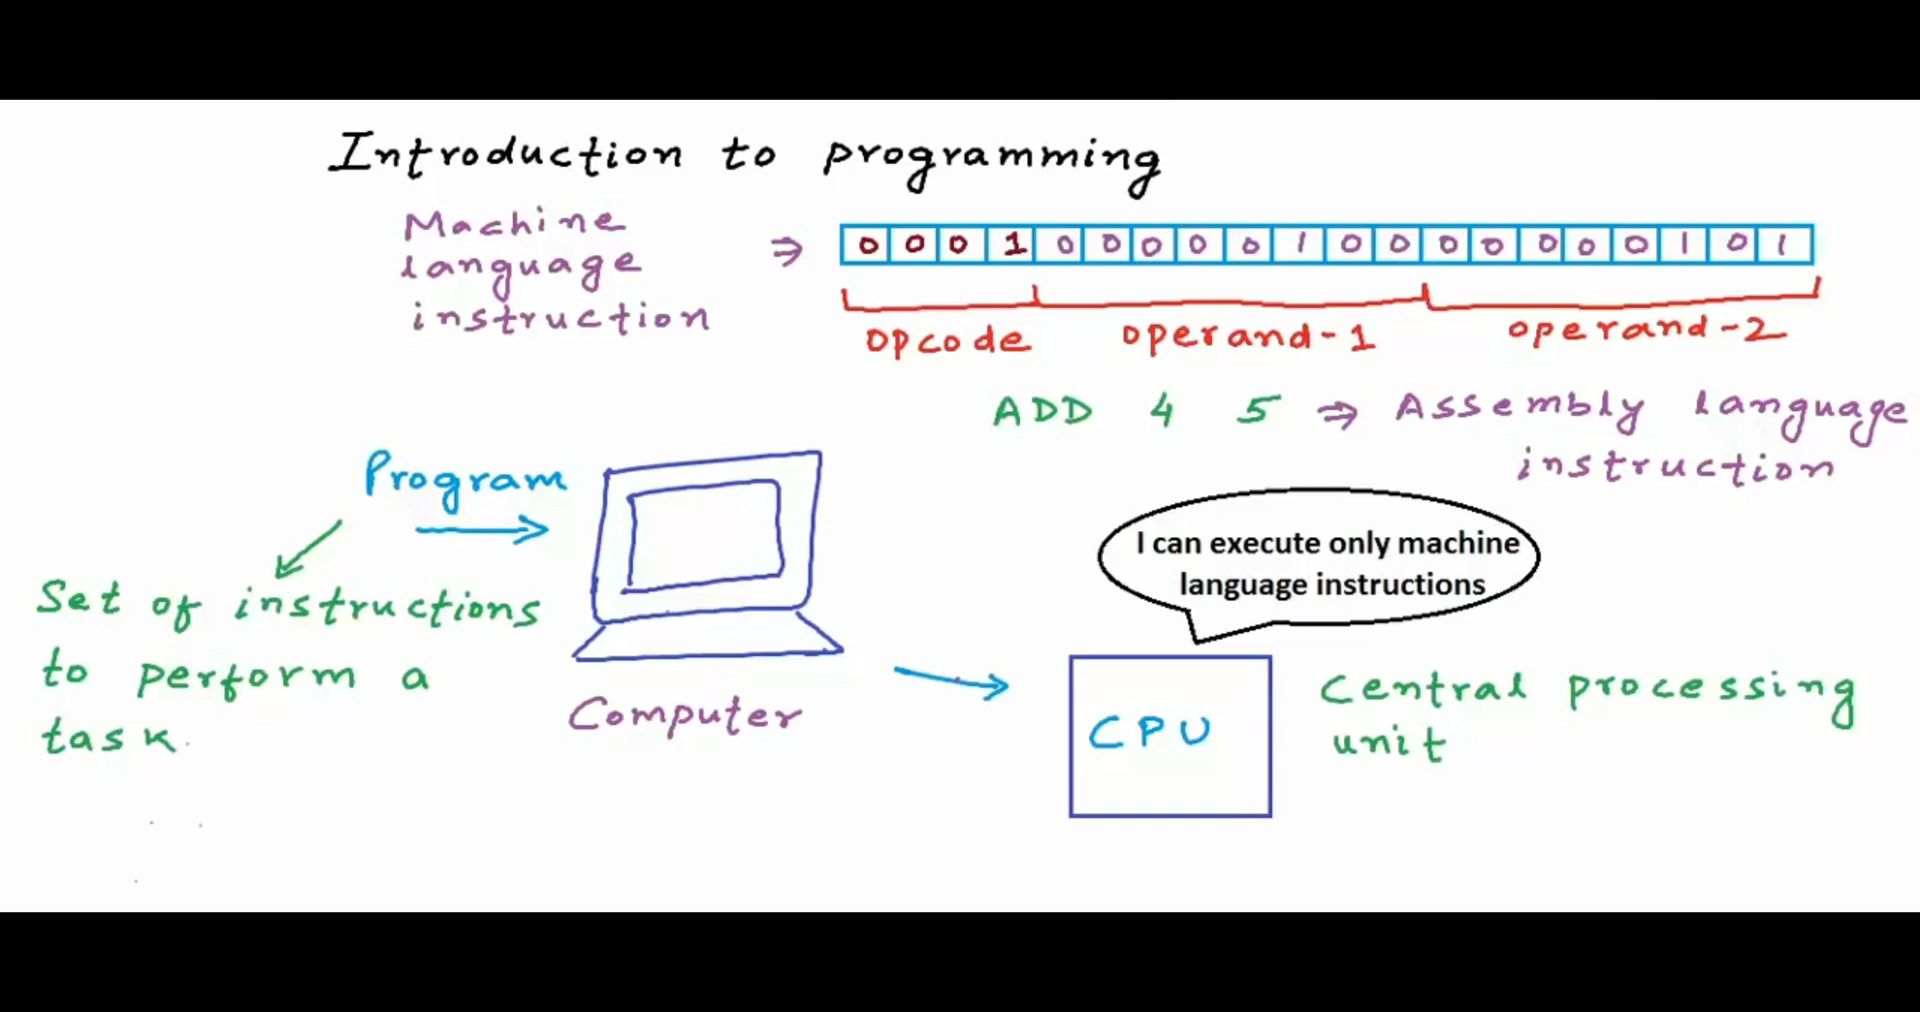 Introduction to programming
Machine
language
instruction
⇒ 0 0 0 1 0 0 0 0 0 1 0 0 0 0 0 0 0 1 0 1
opcode operand-1 operand-2
ADD 4 5 ⇒ Assembly language
instruction
Program
Set of instructions
to perform a
task.
Computer
I can execute only machine
language instructions
CPU
Central processing
unit